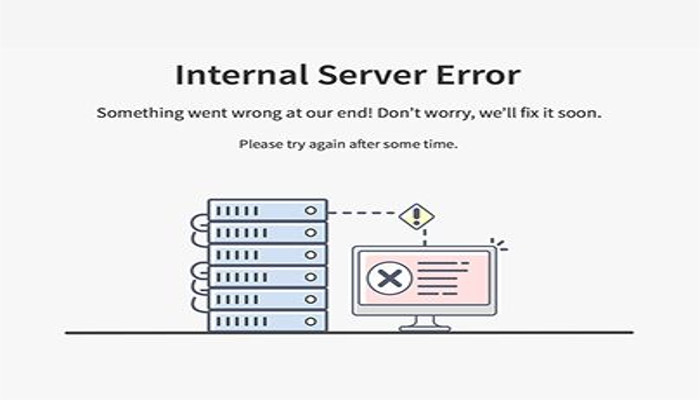 Internal Server Error
Something went wrong at our end! Don't worry, we'll fix it soon.
Please try again after some time.